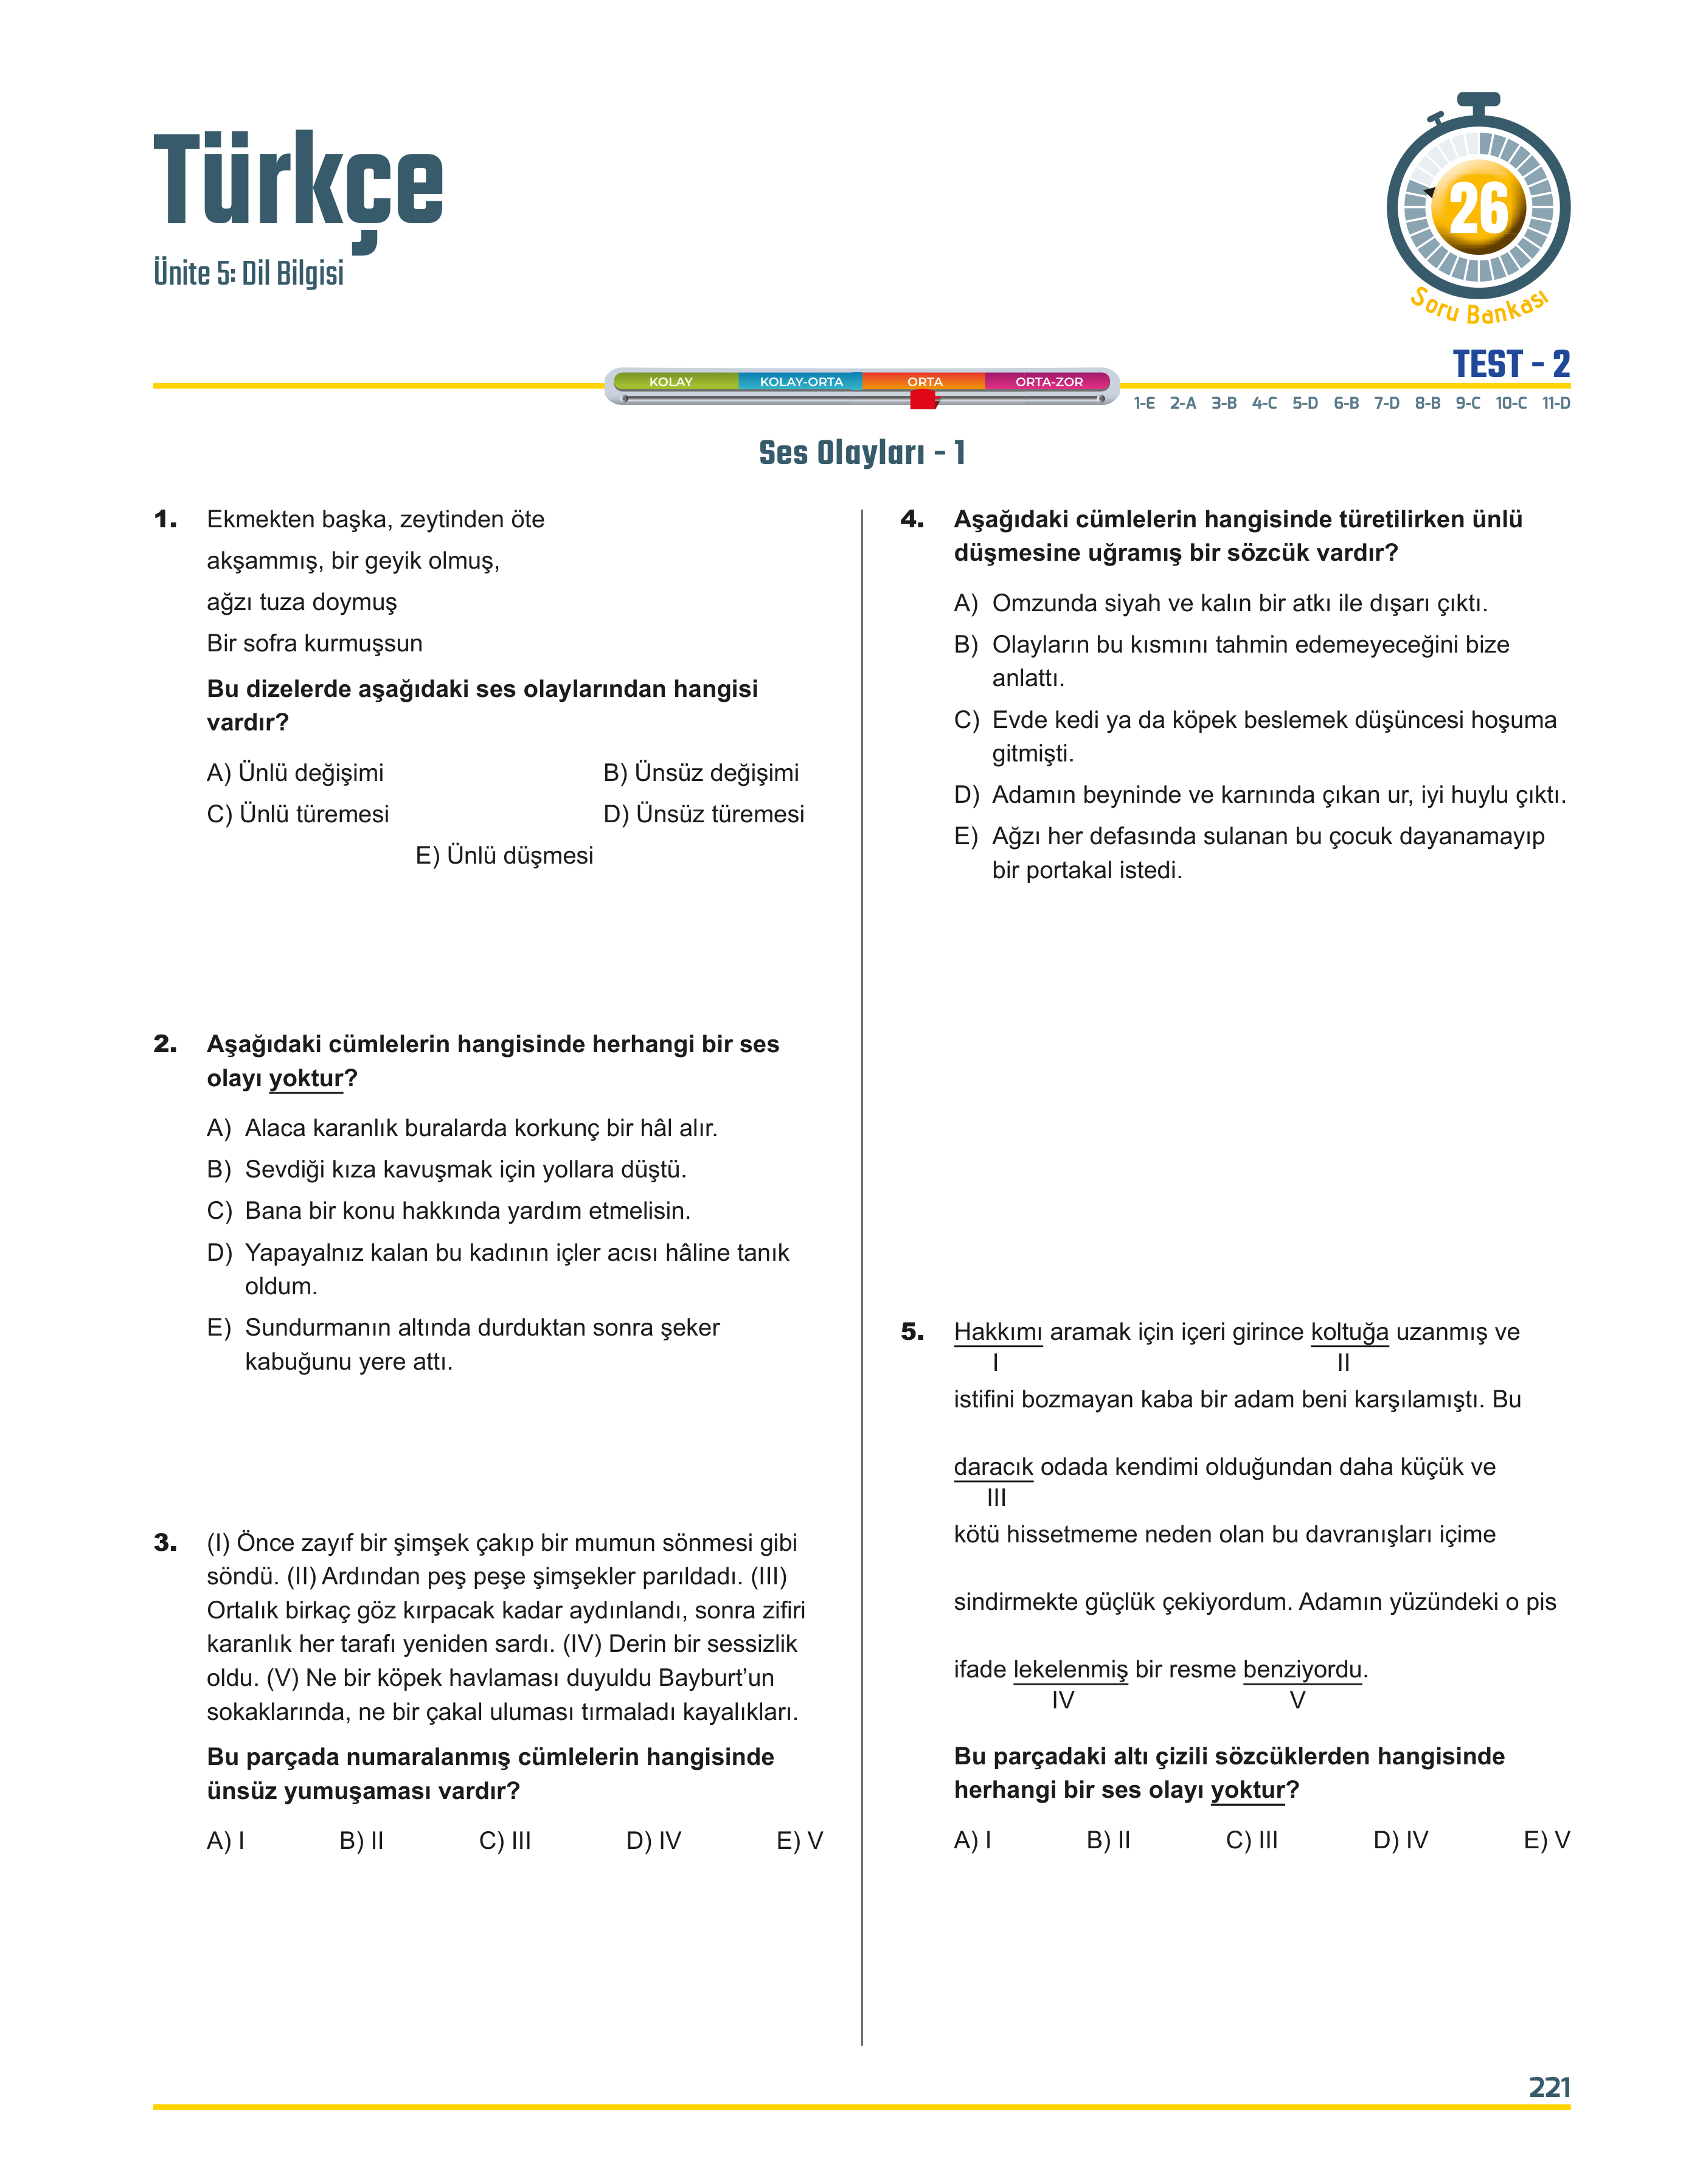 Türkçe
Ünite 5: Dil Bilgisi
26
Soru Bankası
TEST - 2
KOLAY KOLAY-ORTA ORTA ORTA-ZOR
1-E 2-A 3-B 4-C 5-D 6-B 7-D 8-B 9-C 10-C 11-D
Ses Olayları - 1
1. Ekmekten başka, zeytinden öte
akşammış, bir geyik olmuş,
ağzı tuza doymuş
Bir sofra kurmuşsun
Bu dizelerde aşağıdaki ses olaylarından hangisi
vardır?
A) Ünlü değişimi B) Ünsüz değişimi
C) Ünlü türemesi D) Ünsüz türemesi
E) Ünlü düşmesi
2. Aşağıdaki cümlelerin hangisinde herhangi bir ses
olayı yoktur?
A) Alaca karanlık buralarda korkunç bir hâl alır.
B) Sevdiği kıza kavuşmak için yollara düştü.
C) Bana bir konu hakkında yardım etmelisin.
D) Yapayalnız kalan bu kadının içler acısı hâline tanık
oldum.
E) Sundurmanın altında durduktan sonra şeker
kabuğunu yere attı.
3. (I) Önce zayıf bir şimşek çakıp bir mumun sönmesi gibi
söndü. (II) Ardından peş peşe şimşekler parıldadı. (III)
Ortalık birkaç göz kırpacak kadar aydınlandı, sonra zifiri
karanlık her tarafı yeniden sardı. (IV) Derin bir sessizlik
oldu. (V) Ne bir köpek havlaması duyuldu Bayburt’un
sokaklarında, ne bir çakal uluması tırmaladı kayalıkları.
Bu parçada numaralanmış cümlelerin hangisinde
ünsüz yumuşaması vardır?
A) I B) II C) III D) IV E) V
4. Aşağıdaki cümlelerin hangisinde türetilirken ünlü
düşmesine uğramış bir sözcük vardır?
A) Omzunda siyah ve kalın bir atkı ile dışarı çıktı.
B) Olayların bu kısmını tahmin edemeyeceğini bize
anlattı.
C) Evde kedi ya da köpek beslemek düşüncesi hoşuma
gitmişti.
D) Adamın beyninde ve karnında çıkan ur, iyi huylu çıktı.
E) Ağzı her defasında sulanan bu çocuk dayanamayıp
bir portakal istedi.
5. Hakkımı aramak için içeri girince koltuğa uzanmış ve
I II
istifini bozmayan kaba bir adam beni karşılamıştı. Bu
daracık odada kendimi olduğundan daha küçük ve
III
kötü hissetmeme neden olan bu davranışları içime
sindirmekte güçlük çekiyordum. Adamın yüzündeki o pis
ifade lekelenmiş bir resme benziyordu.
IV V
Bu parçadaki altı çizili sözcüklerden hangisinde
herhangi bir ses olayı yoktur?
A) I B) II C) III D) IV E) V
221